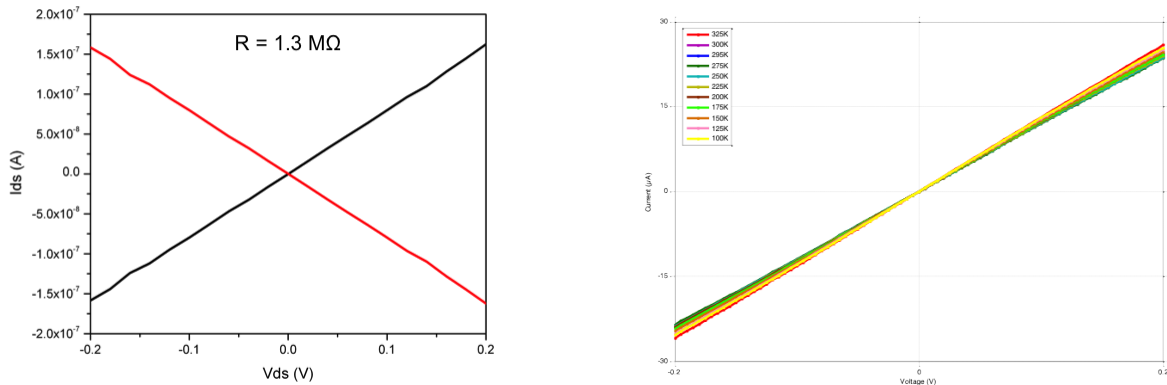 2.0x10⁻⁷
1.5x10⁻⁷
1.0x10⁻⁷
5.0x10⁻⁸
0.0
-5.0x10⁻⁸
-1.0x10⁻⁷
-1.5x10⁻⁷
-2.0x10⁻⁷
Ids (A)
R = 1.3 MΩ
-0.2 -0.1 0.0 0.1 0.2
Vds (V)
30
15
0
-15
-30
Current (μA)
325K
300K
295K
275K
250K
225K
200K
175K
150K
125K
100K
-0.2 0 0.2
Voltage (V)